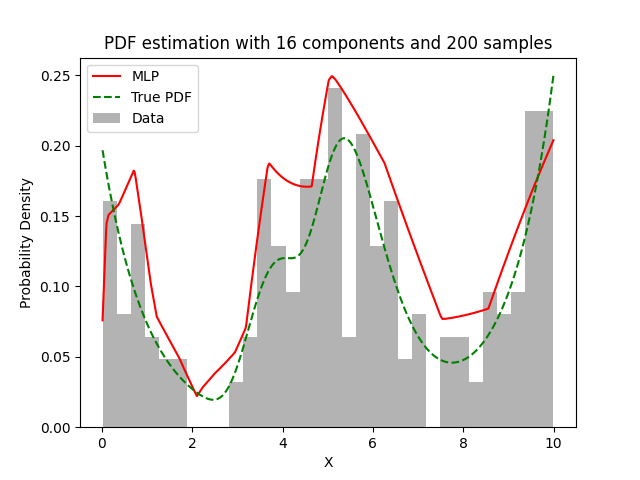 PDF estimation with 16 components and 200 samples
MLP
True PDF
Data
Probability Density
0.25
0.20
0.15
0.10
0.05
0.00
0 2 4 6 8 10
X